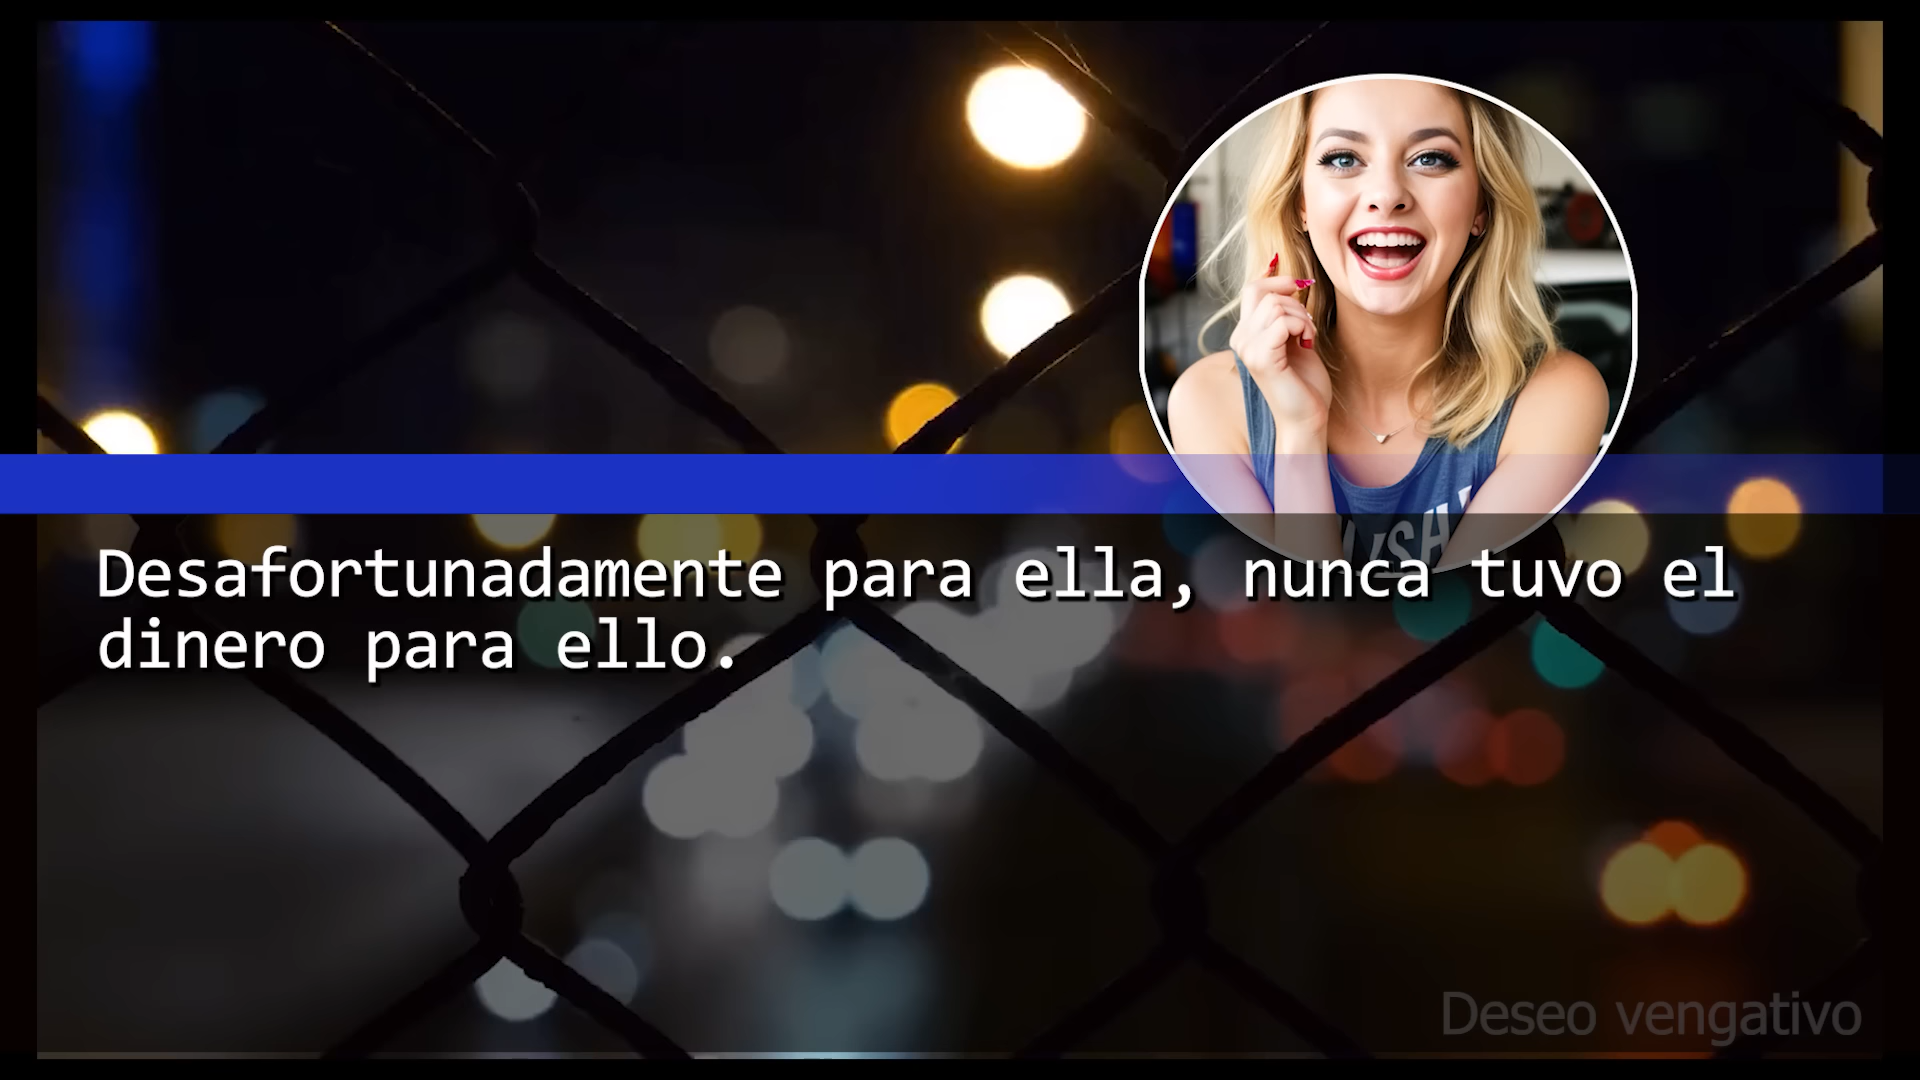 Desafortunadamente para ella, nunca tuvo el
dinero para ello.
Deseo vengativo